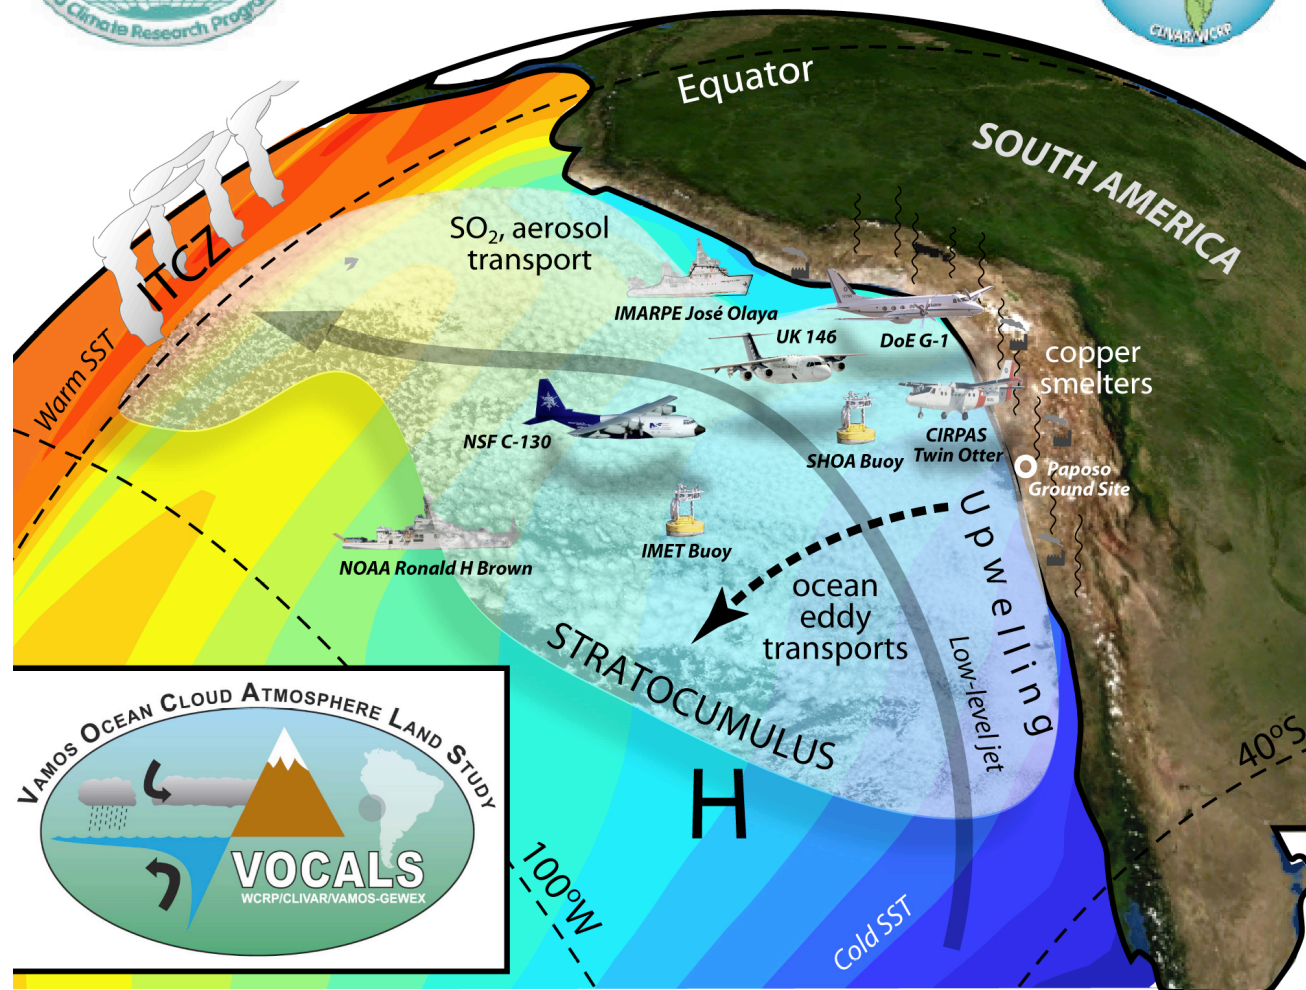 Climate Research Program
CLIVAR/WCRP
Equator
SOUTH AMERICA
ITCZ
SO₂, aerosol
transport
IMARPE José Olaya
UK 146
DoE G-1
copper
smelters
Warm SST
NSF C-130
SHOA Buoy
CIRPAS
Twin Otter
Paposo
Ground Site
IMET Buoy
NOAA Ronald H Brown
Upwelling
ocean
eddy
transports
STRATOCUMULUS
Low-level jet
H
40ºS
100ºW
Cold SST
VAMOS OCEAN CLOUD ATMOSPHERE LAND STUDY
VOCALS
WCRP/CLIVAR/VAMOS-GEWEX